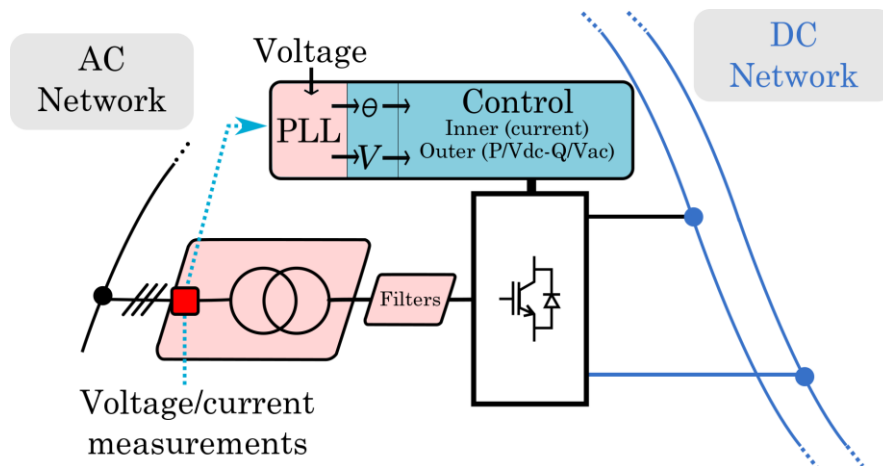 AC
Network
DC
Network
Voltage
PLL
θ
V
Control
Inner (current)
Outer (P/Vdc-Q/Vac)
Filters
Voltage/current
measurements